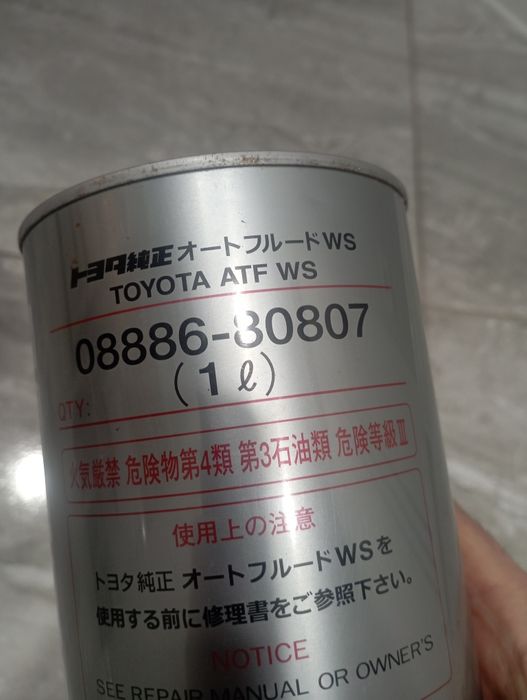 トヨタ純正 オートフルードWS
TOYOTA ATF WS
08886-80807
QTY: (1ℓ)
火気厳禁 危険物第4類 第3石油類 危険等級Ⅲ
使用上の注意
トヨタ純正 オートフルードWSを
使用する前に修理書をご参照下さい。
NOTICE
SEE REPAIR MANUAL OR OWNER'S